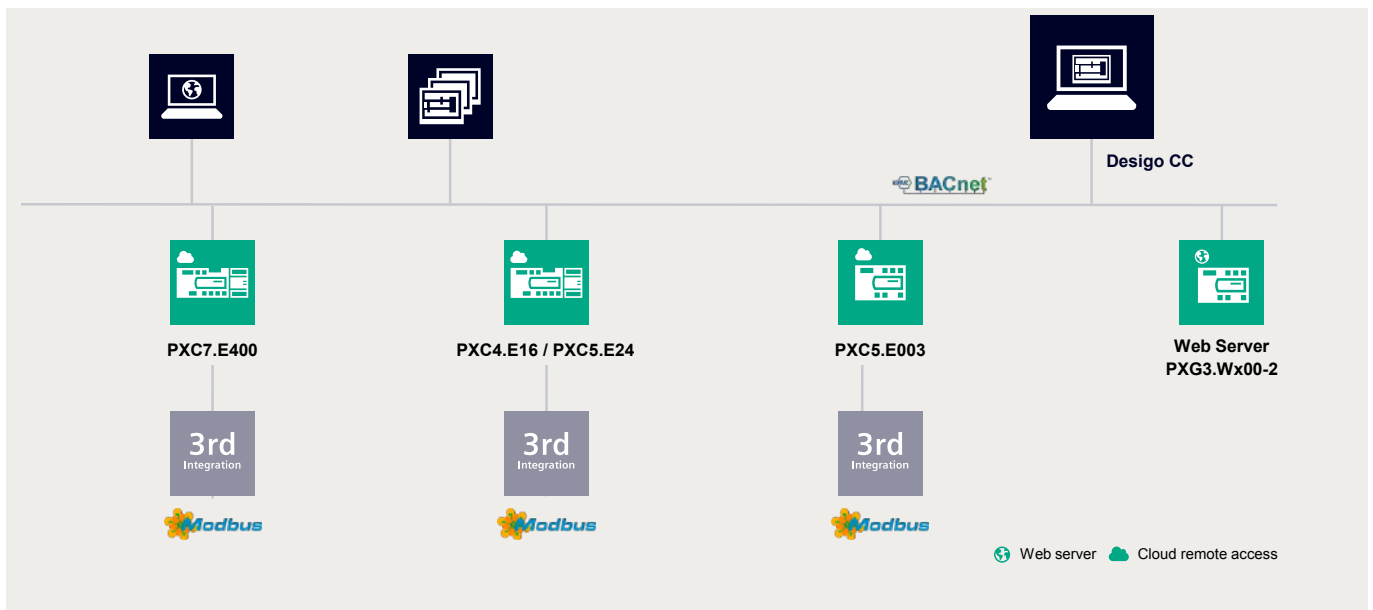 Desigo CC
BACnet™
PXC7.E400
PXC4.E16 / PXC5.E24
PXC5.E003
Web Server
PXG3.Wx00-2
3rd
Integration
3rd
Integration
3rd
Integration
Modbus
Modbus
Modbus
Web server
Cloud remote access